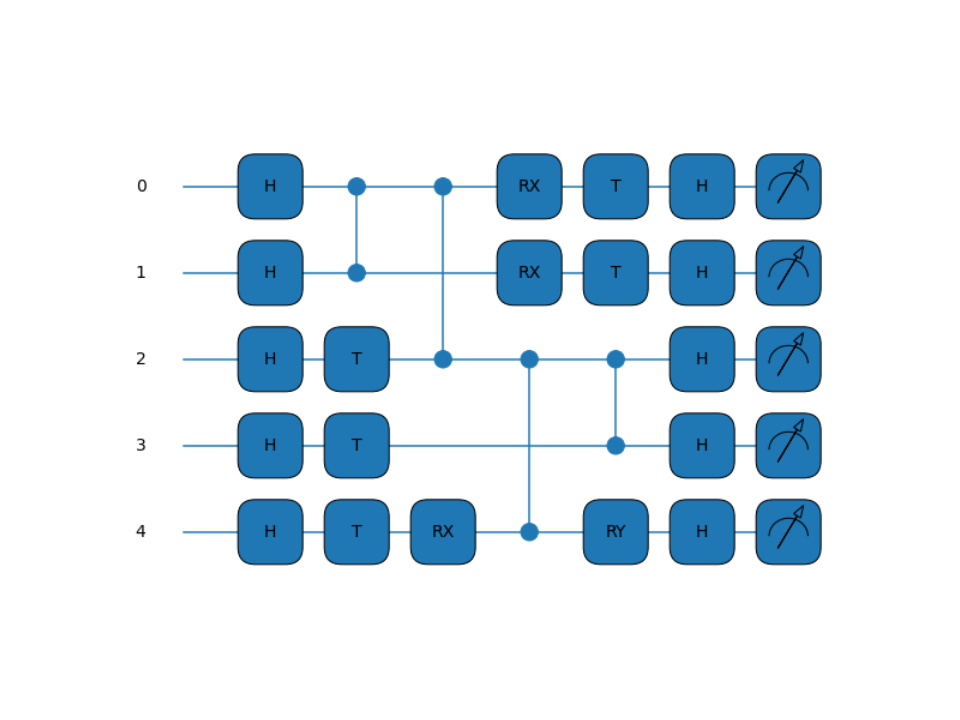 0 H RX T H
1 H RX T H
2 H T H
3 H T H
4 H T RX RY H